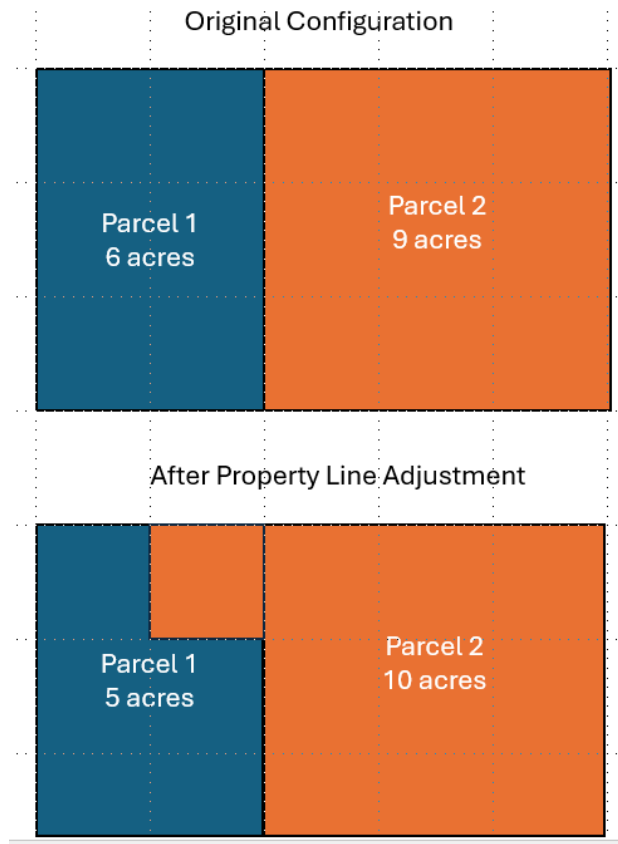 Original Configuration
Parcel 1
6 acres
Parcel 2
9 acres
After Property Line Adjustment
Parcel 1
5 acres
Parcel 2
10 acres